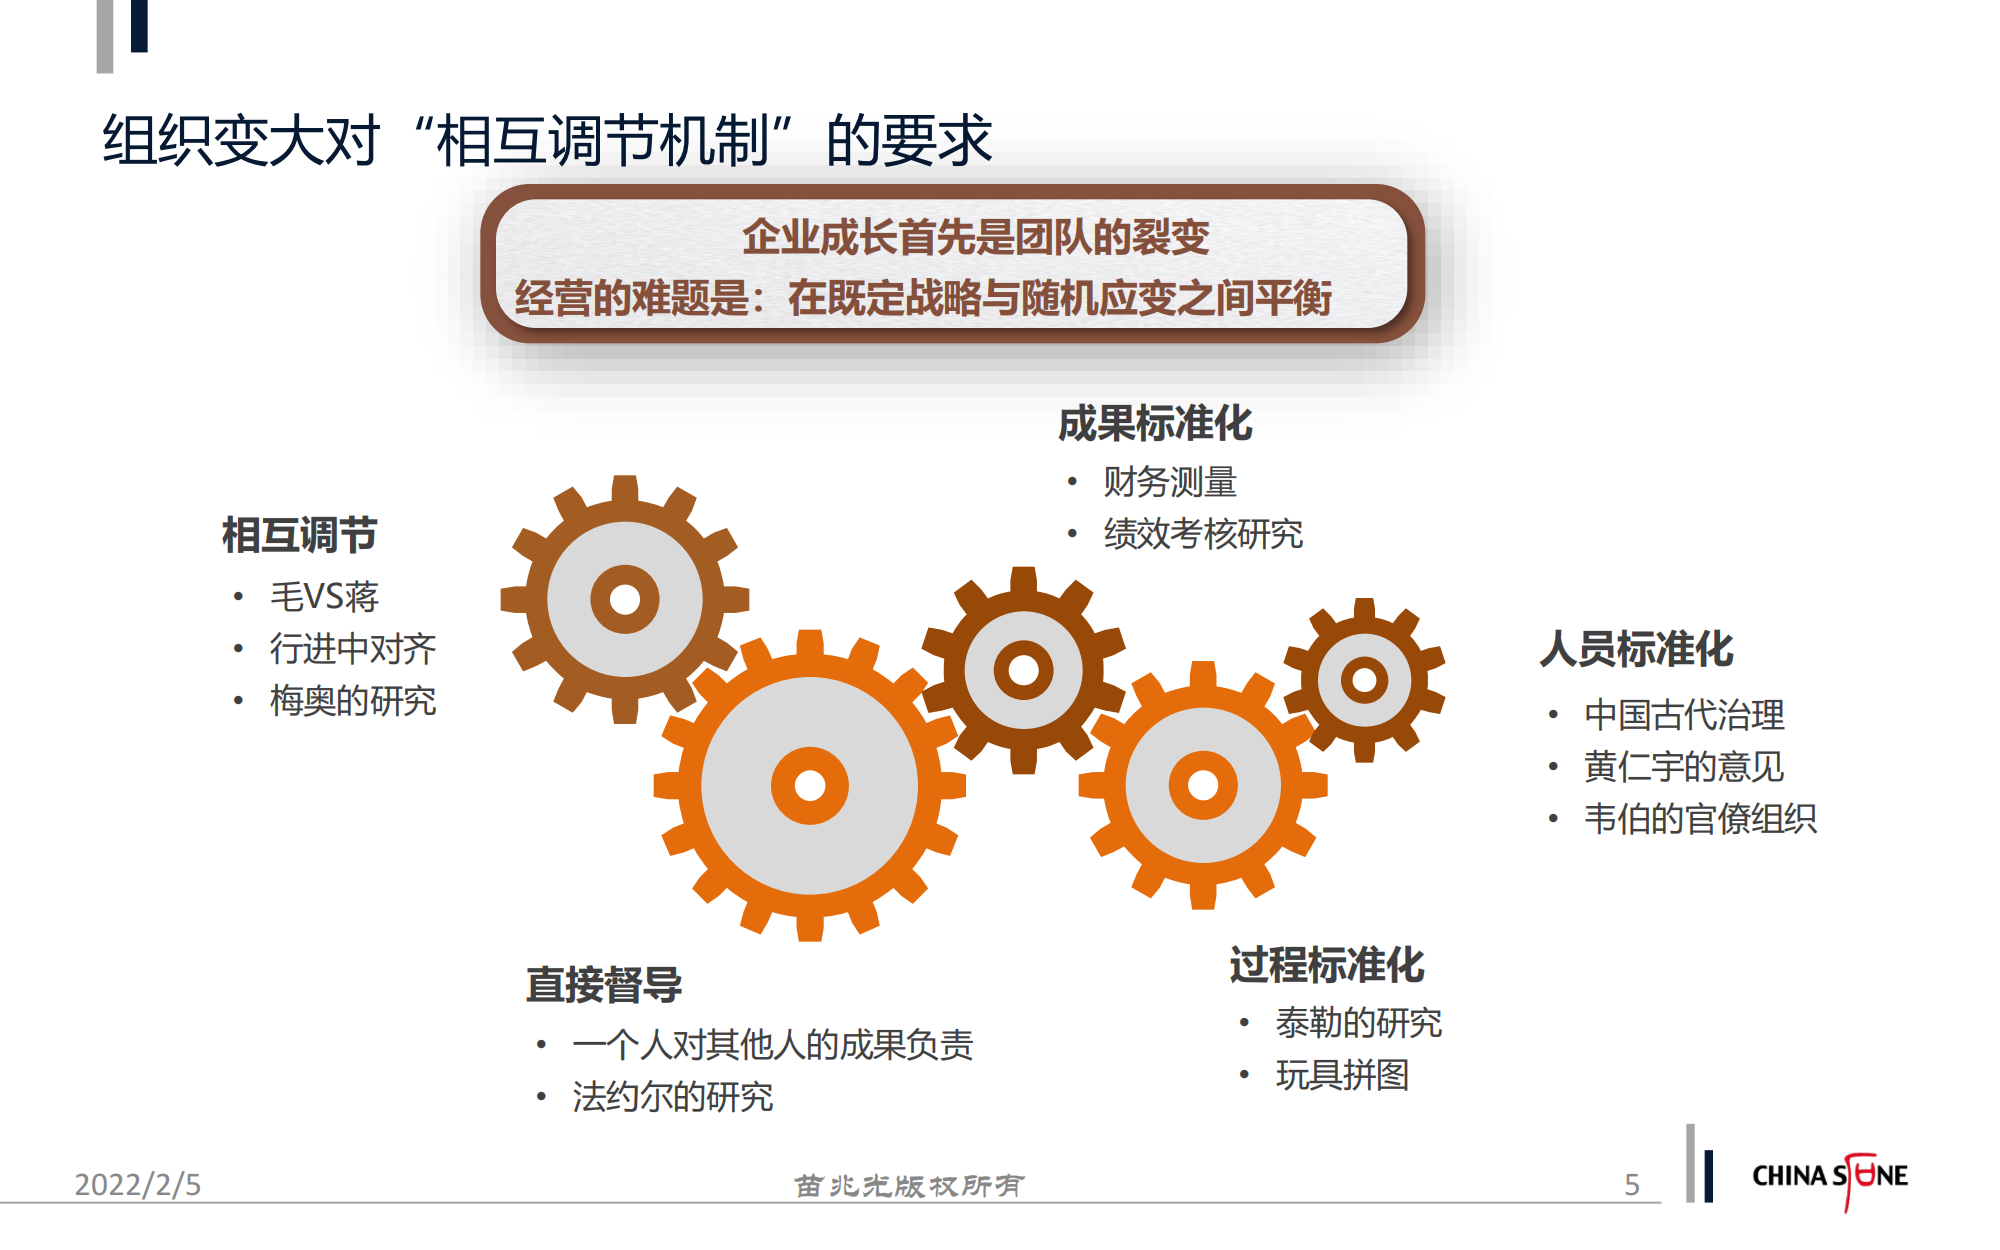 组织变大对“相互调节机制”的要求
企业成长首先是团队的裂变
经营的难题是：在既定战略与随机应变之间平衡
相互调节
• 毛VS蒋
• 行进中对齐
• 梅奥的研究
直接督导
• 一个人对其他人的成果负责
• 法约尔的研究
成果标准化
• 财务测量
• 绩效考核研究
过程标准化
• 泰勒的研究
• 玩具拼图
人员标准化
• 中国古代治理
• 黄仁宇的意见
• 韦伯的官僚组织
2022/2/5
苗兆光版权所有
5
CHINA STONE